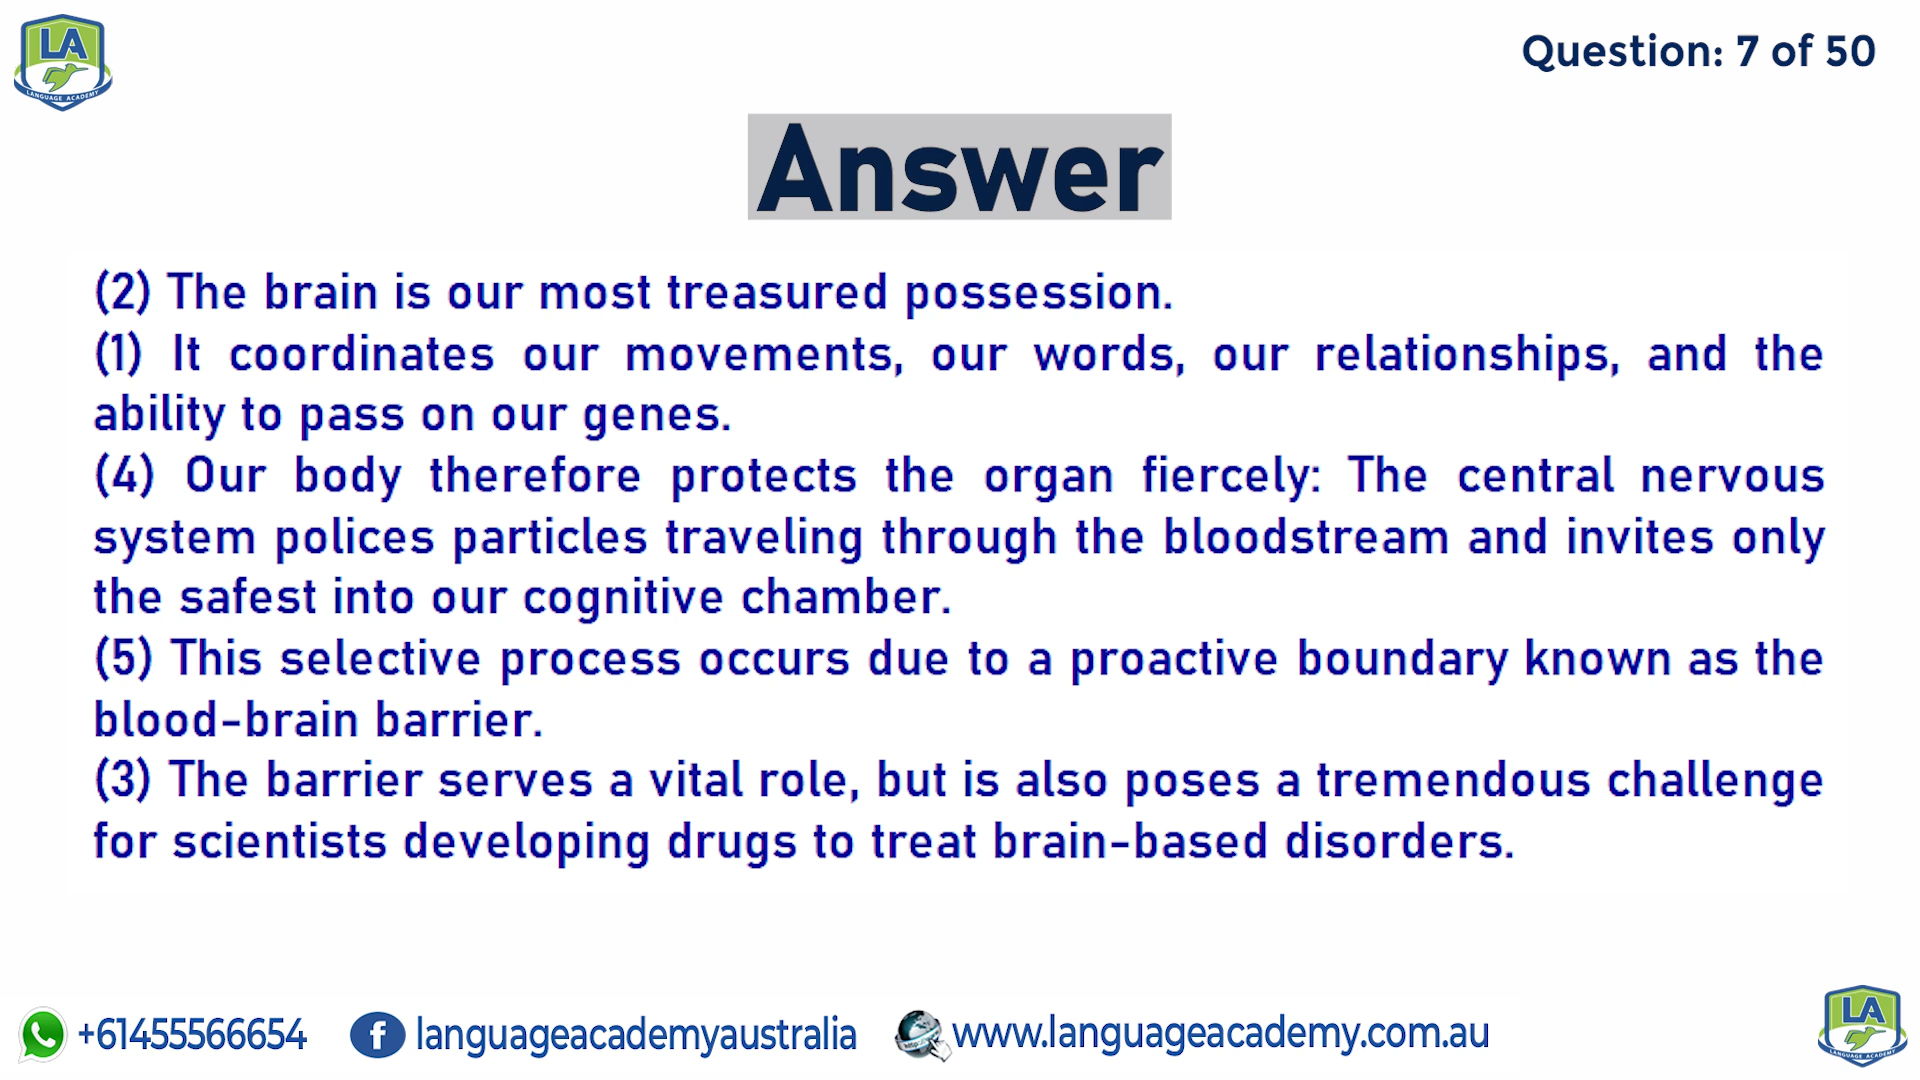 LA
LANGUAGE ACADEMY
Question: 7 of 50
Answer
(2) The brain is our most treasured possession.
(1) It coordinates our movements, our words, our relationships, and the
ability to pass on our genes.
(4) Our body therefore protects the organ fiercely: The central nervous
system polices particles traveling through the bloodstream and invites only
the safest into our cognitive chamber.
(5) This selective process occurs due to a proactive boundary known as the
blood-brain barrier.
(3) The barrier serves a vital role, but is also poses a tremendous challenge
for scientists developing drugs to treat brain-based disorders.
+61455566654
f languageacademyaustralia
www.languageacademy.com.au
LA
LANGUAGE ACADEMY